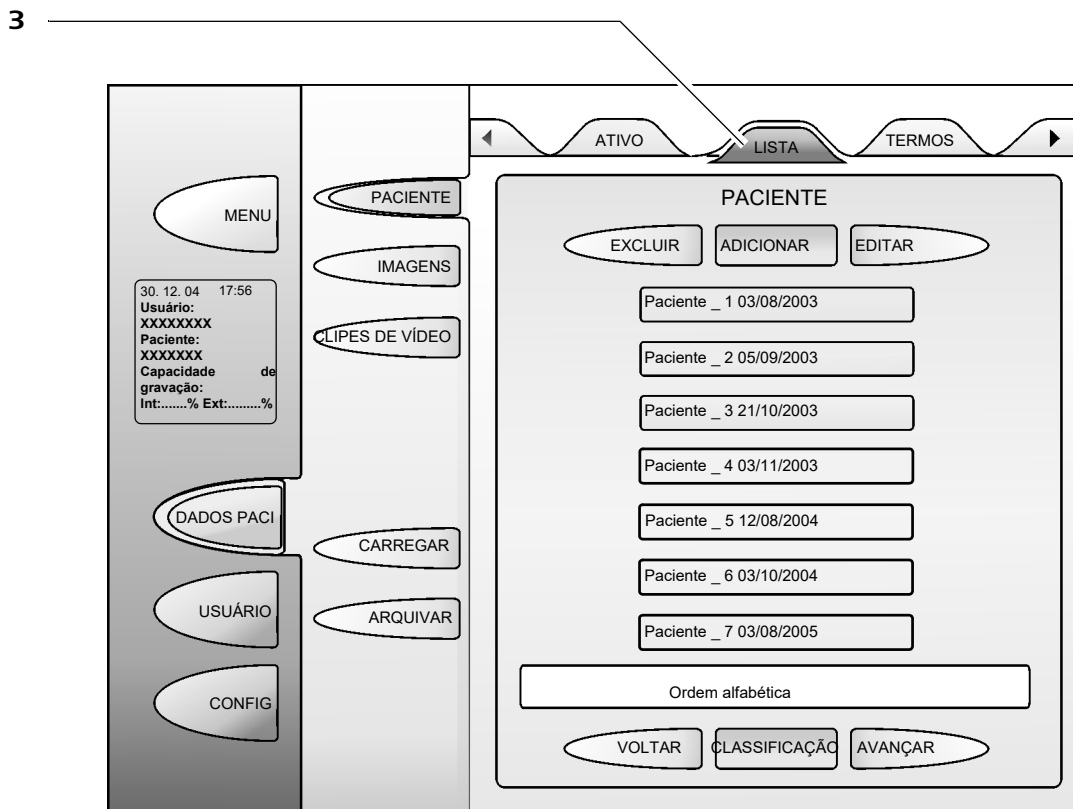 3
ATIVO
LISTA
TERMOS
MENU
30. 12. 04 17:56
Usuário:
XXXXXXXX
Paciente:
XXXXXXX
Capacidade de
gravação:
Int:.......% Ext:.........%
DADOS PACI
USUÁRIO
CONFIG
PACIENTE
IMAGENS
CLIPES DE VÍDEO
CARREGAR
ARQUIVAR
PACIENTE
EXCLUIR
ADICIONAR
EDITAR
Paciente _ 1 03/08/2003
Paciente _ 2 05/09/2003
Paciente _ 3 21/10/2003
Paciente _ 4 03/11/2003
Paciente _ 5 12/08/2004
Paciente _ 6 03/10/2004
Paciente _ 7 03/08/2005
Ordem alfabética
VOLTAR
CLASSIFICAÇÃO
AVANÇAR